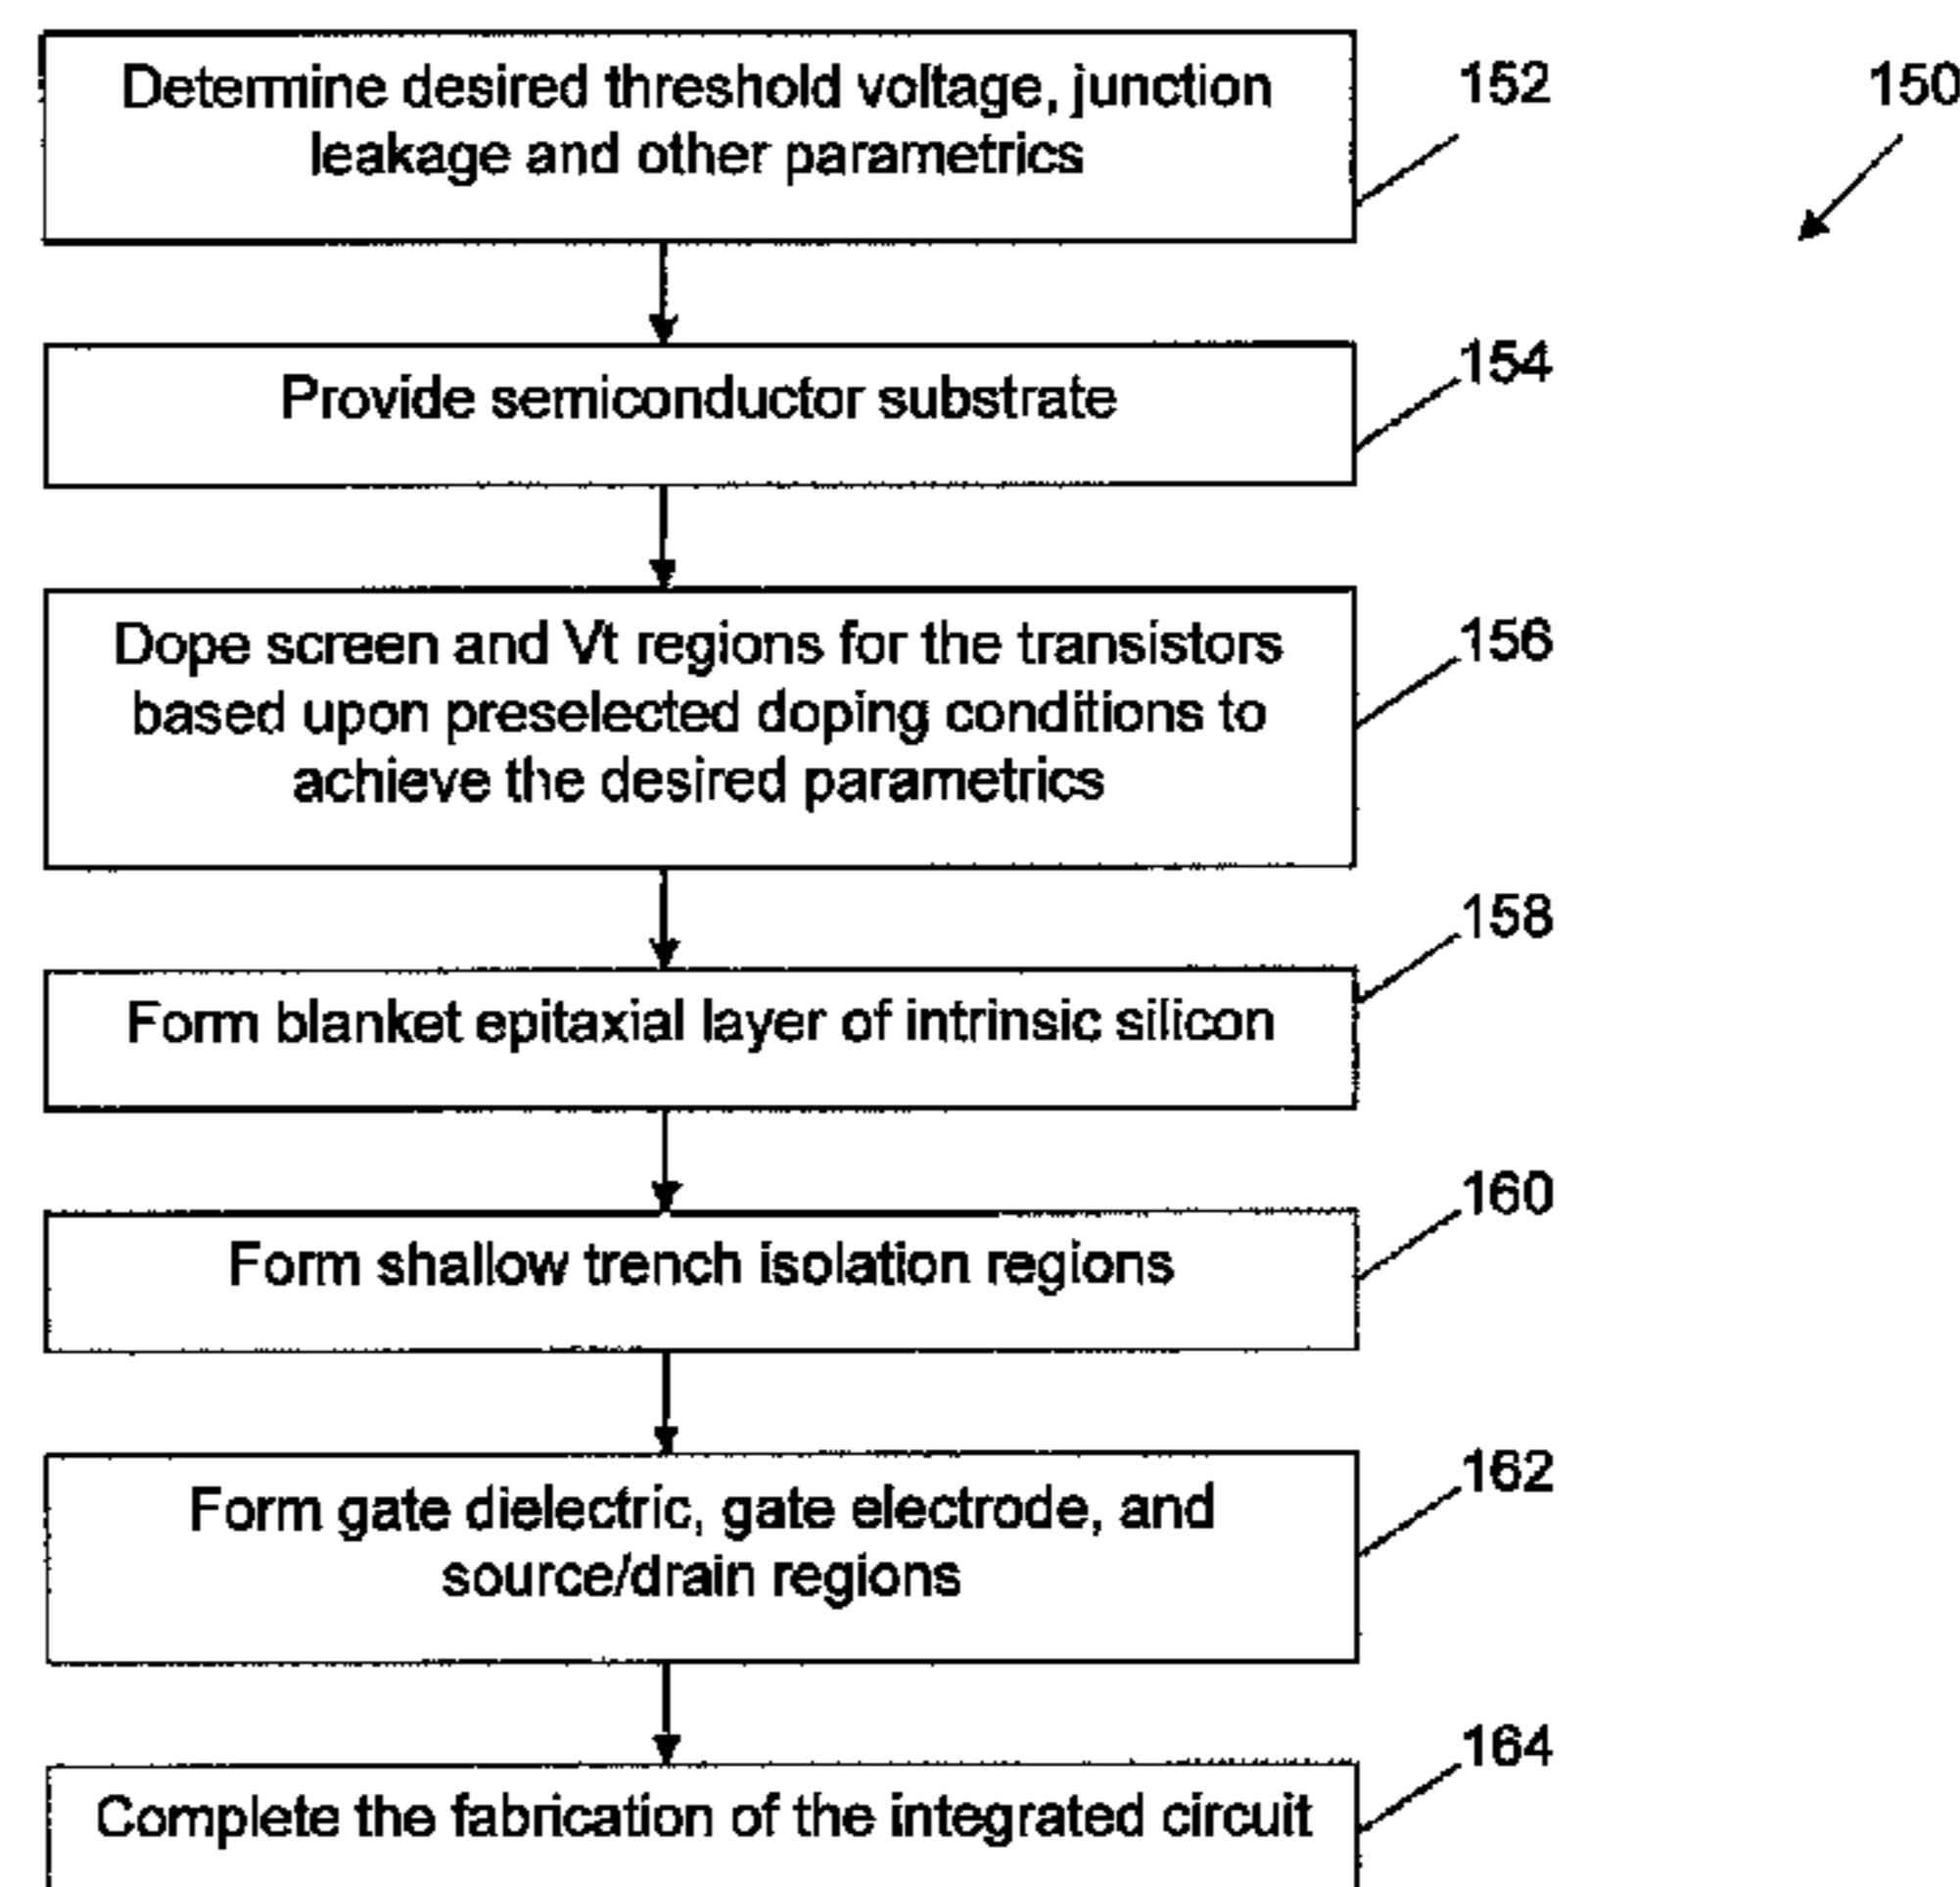 Determine desired threshold voltage, junction
leakage and other parametrics
152
150
Provide semiconductor substrate
154
Dope screen and Vt regions for the transistors
based upon preselected doping conditions to
achieve the desired parametrics
156
Form blanket epitaxial layer of intrinsic silicon
158
Form shallow trench isolation regions
160
Form gate dielectric, gate electrode, and
source/drain regions
162
Complete the fabrication of the integrated circuit
164